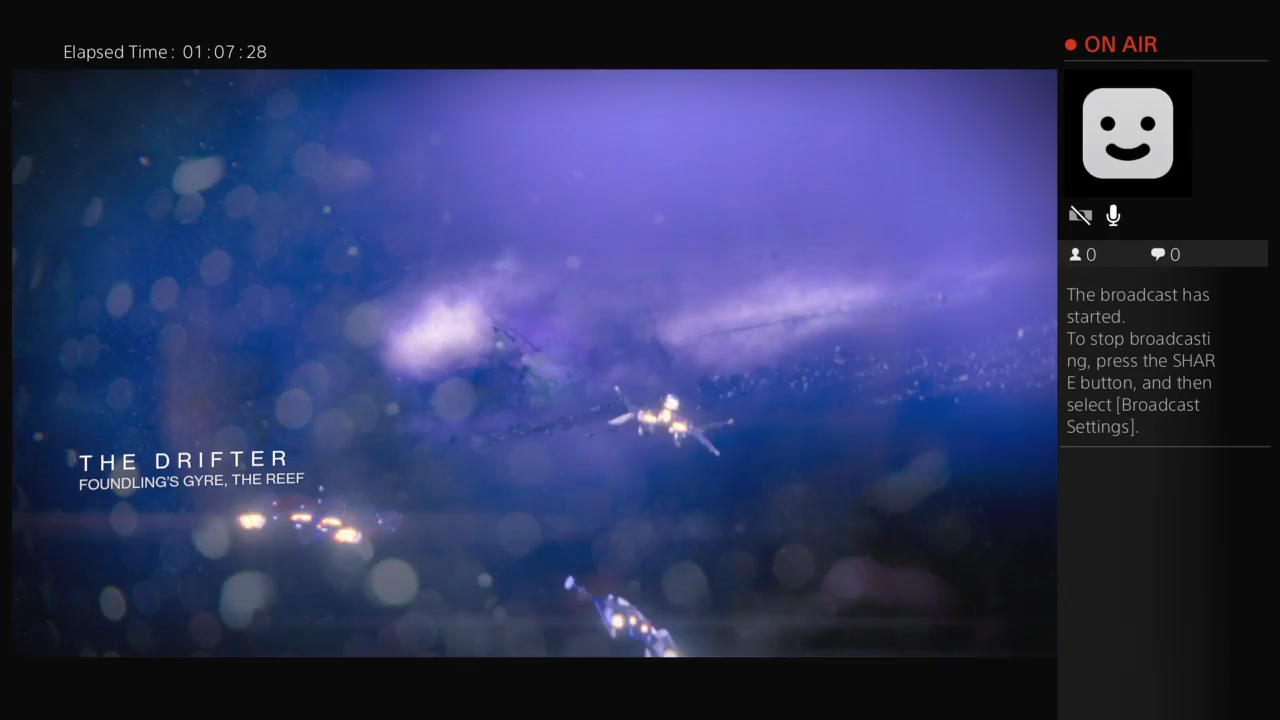 Elapsed Time: 01:07:28
ON AIR
0
0
The broadcast has
started.
To stop broadcasti
ng, press the SHAR
E button, and then
select [Broadcast
Settings].
THE DRIFTER
FOUNDLING'S GYRE, THE REEF